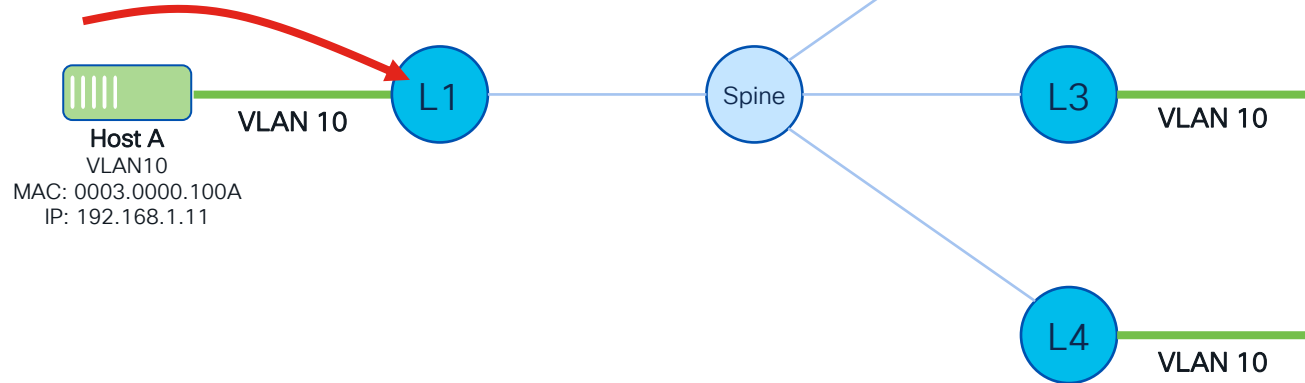 L1
Spine
L3
VLAN 10
VLAN 10
Host A
VLAN10
MAC: 0003.0000.100A
IP: 192.168.1.11
L4
VLAN 10